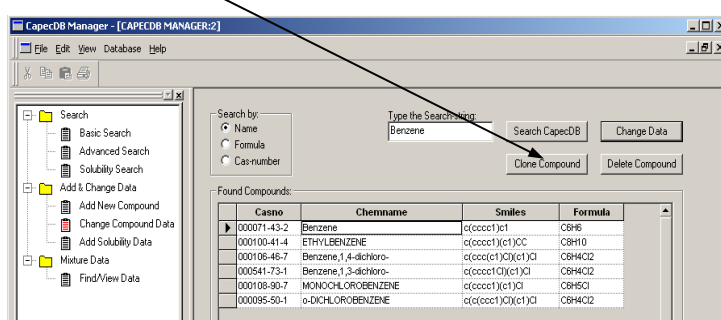 CapecDB Manager - [CAPECDB MANAGER:2]
File Edit View Database Help
Search
Basic Search
Advanced Search
Solubility Search
Add & Change Data
Add New Compound
Change Compound Data
Add Solubility Data
Mixture Data
Find/View Data
Search by:
Name
Formula
Cas-number
Type the Search-string:
Benzene
Search CapecDB
Change Data
Clone Compound
Delete Compound
Found Compounds:
Casno Chemname Smiles Formula
000071-43-2 Benzene c(cccc1)c1 C6H6
000100-41-4 ETHYLBENZENE c(cccc1)(c1)CC C8H10
000106-46-7 Benzene,1,4-dichloro- c(ccc(c1)Cl)(c1)Cl C6H4Cl2
000541-73-1 Benzene,1,3-dichloro- c(cccc1Cl)(c1)Cl C6H4Cl2
000108-90-7 MONOCHLOROBENZENE c(cccc1)(c1)Cl C6H5Cl
000095-50-1 o-DICHLOROBENZENE c(c(ccc1)Cl)(c1)Cl C6H4Cl2